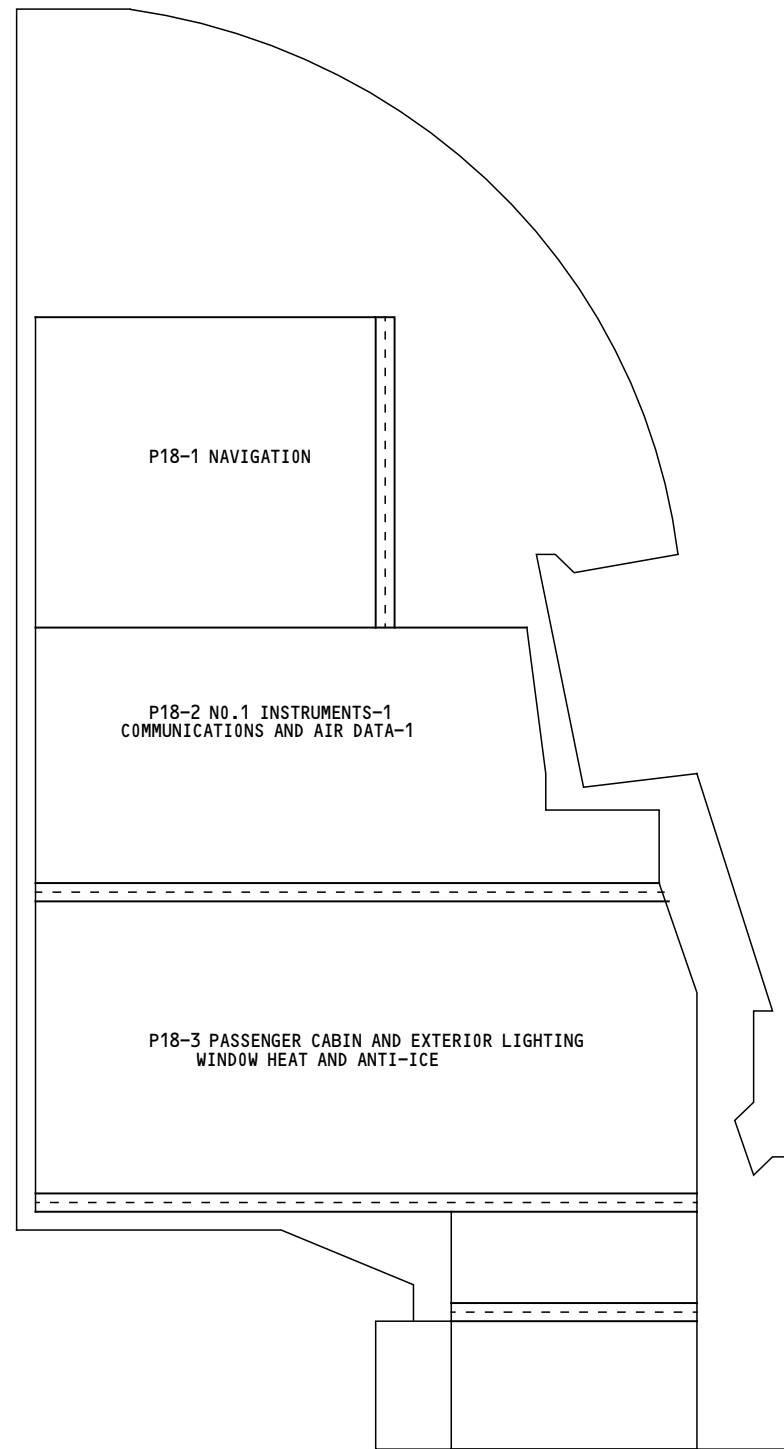 P18-1 NAVIGATION
P18-2 NO.1 INSTRUMENTS-1
COMMUNICATIONS AND AIR DATA-1
P18-3 PASSENGER CABIN AND EXTERIOR LIGHTING
WINDOW HEAT AND ANTI-ICE